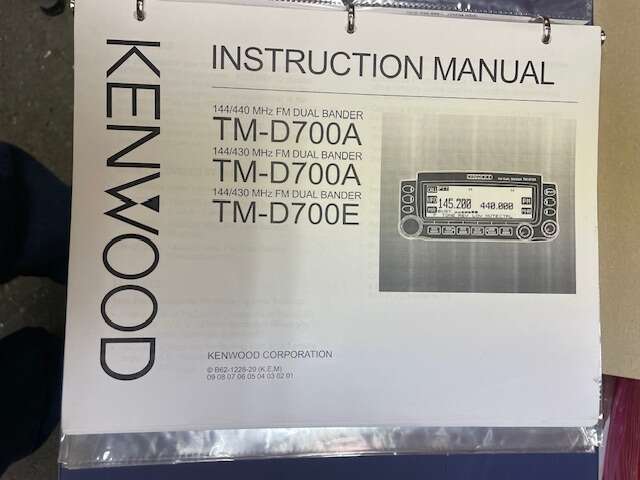 KENWOOD
INSTRUCTION MANUAL
144/440 MHz FM DUAL BANDER
TM-D700A
144/430 MHz FM DUAL BANDER
TM-D700A
144/430 MHz FM DUAL BANDER
TM-D700E
KENWOOD
145.200 440.000
KENWOOD CORPORATION
© B62-1228-20 (K,E,M)
09 08 07 06 05 04 03 02 01